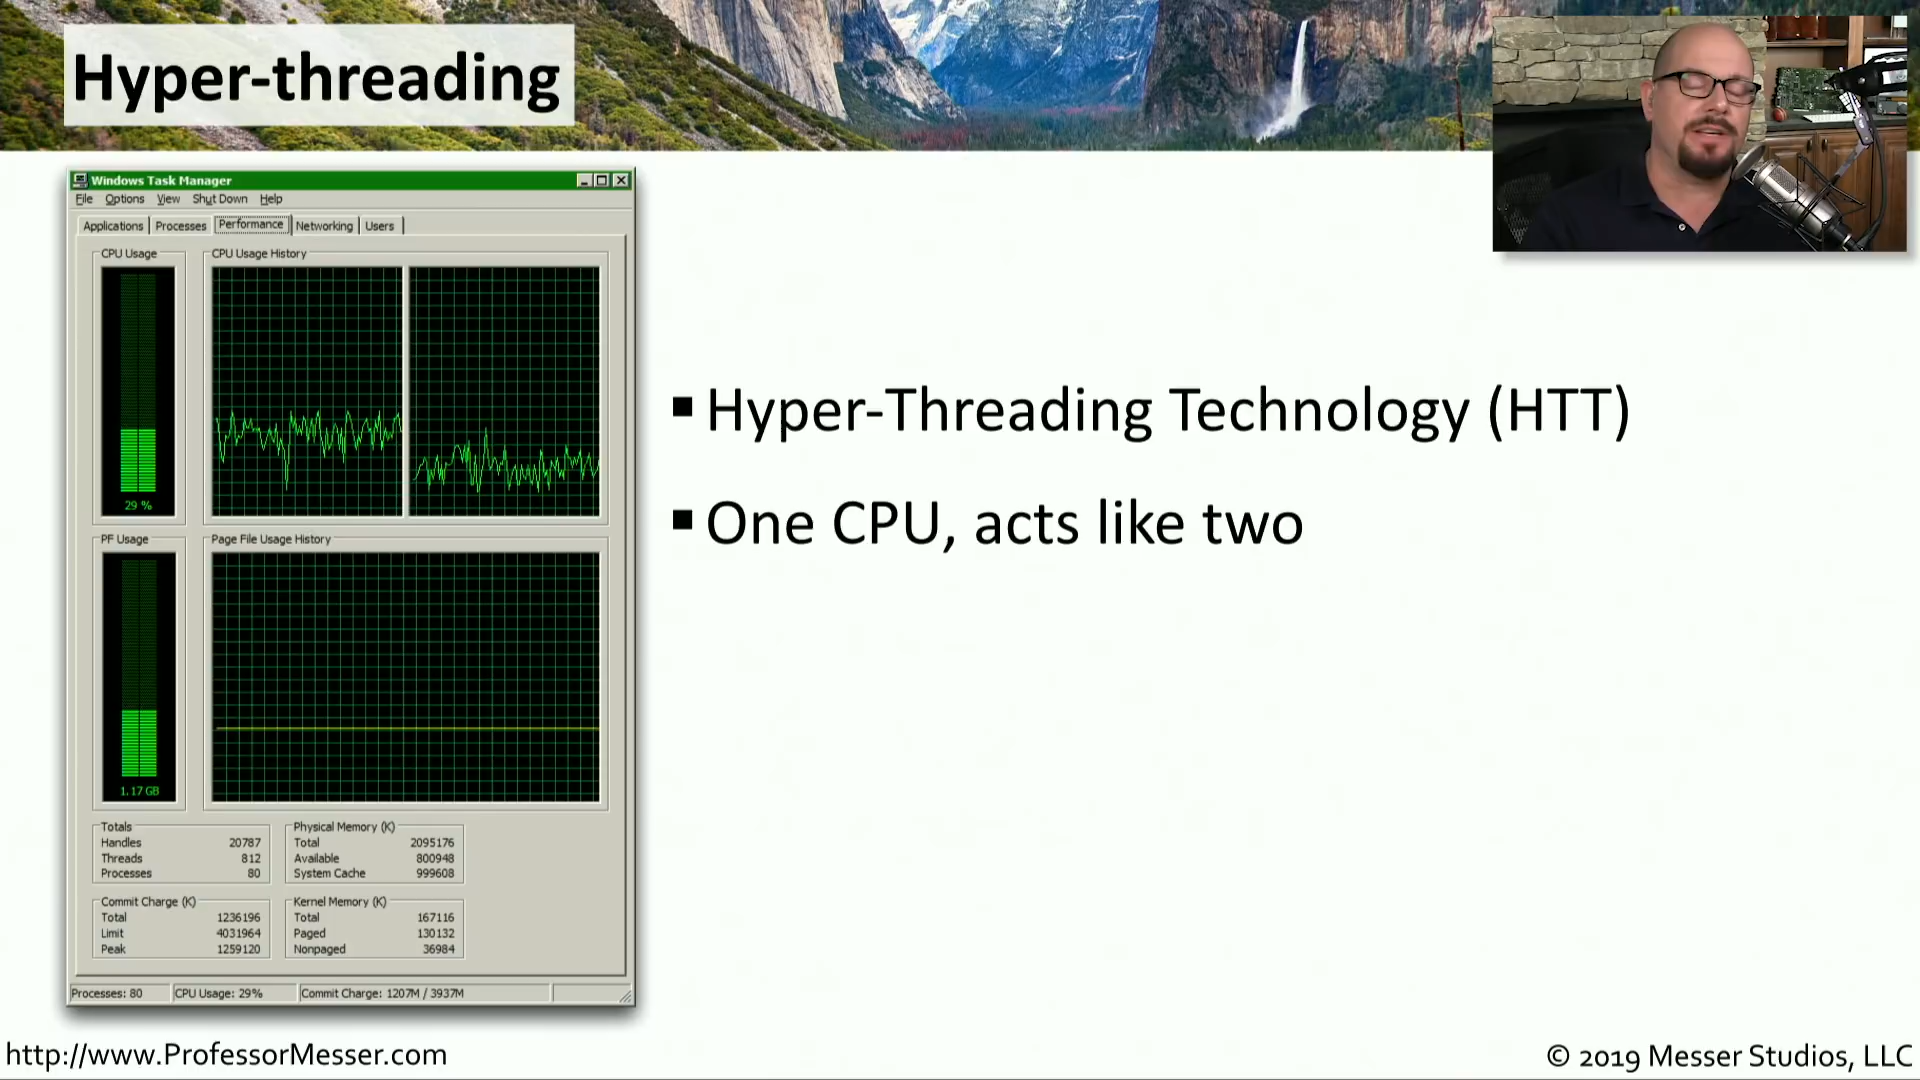 Hyper-threading
Windows Task Manager
File Options View Shut Down Help
Applications Processes Performance Networking Users
CPU Usage
CPU Usage History
29 %
PF Usage
Page File Usage History
1.17 GB
Totals
Handles 20787
Threads 812
Processes 80
Physical Memory (K)
Total 2095176
Available 800948
System Cache 999608
Commit Charge (K)
Total 1236196
Limit 4031964
Peak 1259120
Kernel Memory (K)
Total 167116
Paged 130132
Nonpaged 36984
Processes: 80 CPU Usage: 29% Commit Charge: 1207M / 3937M
▪ Hyper-Threading Technology (HTT)
▪ One CPU, acts like two
http://www.ProfessorMesser.com
© 2019 Messer Studios, LLC